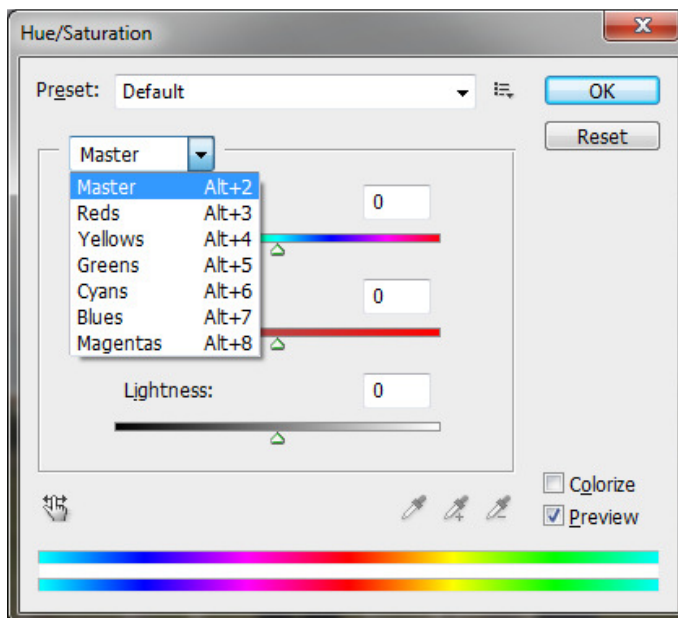 Hue/Saturation
Preset: Default
OK
Reset
Master
Master Alt+2
Reds Alt+3
Yellows Alt+4
Greens Alt+5
Cyans Alt+6
Blues Alt+7
Magentas Alt+8
0
0
Lightness: 0
Colorize
Preview